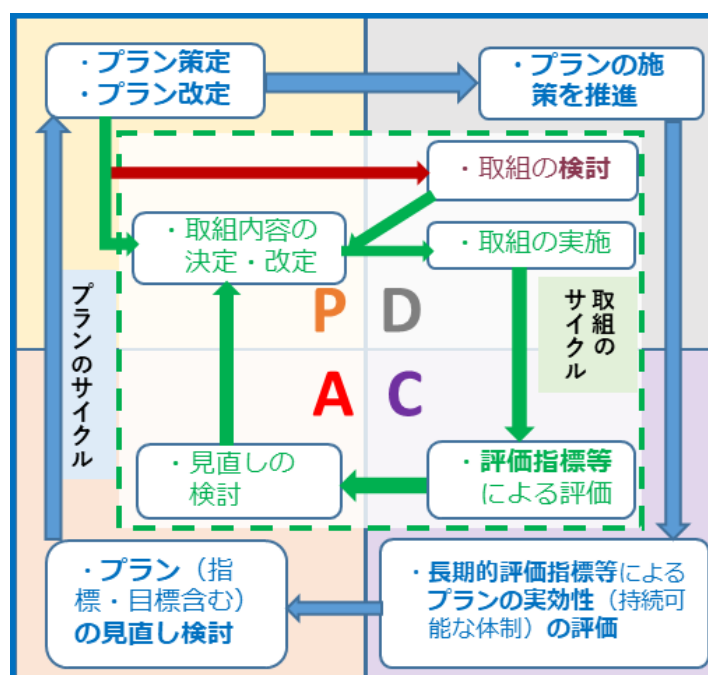 ・プラン策定
・プラン改定
・プランの施
策を推進
・取組の検討
・取組内容の
決定・改定
・取組の実施
P
D
プランのサイクル
取組の
サイクル
A
C
・見直しの
検討
・評価指標等
による評価
・プラン（指
標・目標含む）
の見直し検討
・長期的評価指標等による
プランの実効性（持続可
能な体制）の評価